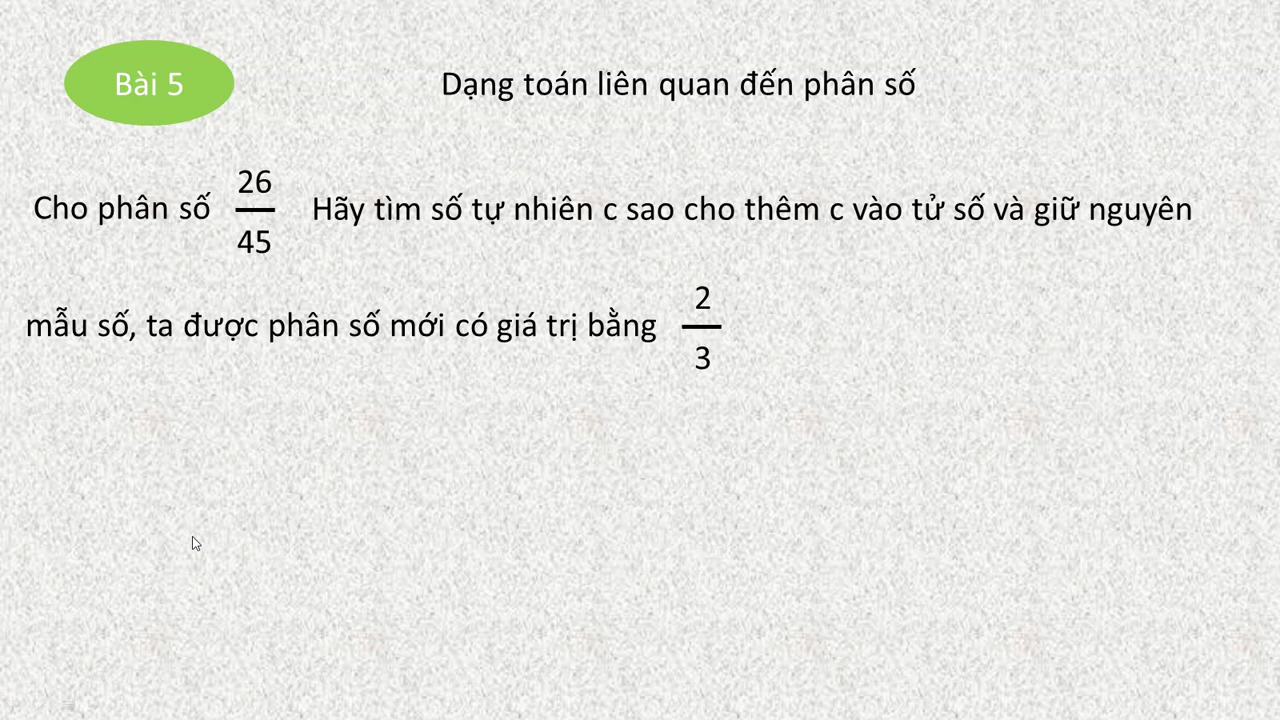 Bài 5
Dạng toán liên quan đến phân số
Cho phân số 26/45 Hãy tìm số tự nhiên c sao cho thêm c vào tử số và giữ nguyên
mẫu số, ta được phân số mới có giá trị bằng 2/3